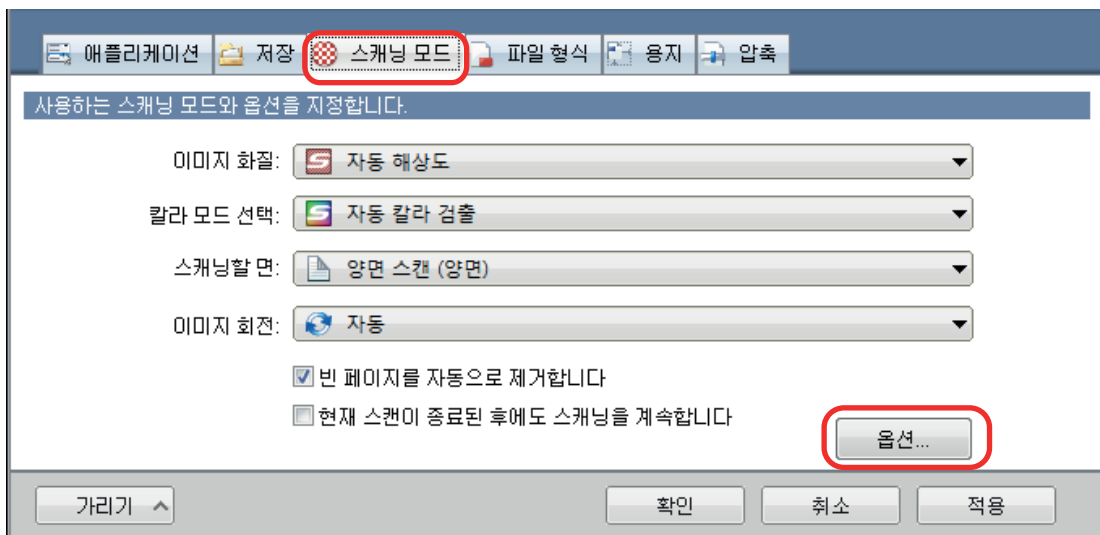 애플리케이션 저장 스캐닝 모드 파일 형식 용지 압축
사용하는 스캐닝 모드와 옵션을 지정합니다.
이미지 화질: 자동 해상도
칼라 모드 선택: 자동 칼라 검출
스캐닝할 면: 양면 스캔 (양면)
이미지 회전: 자동
빈 페이지를 자동으로 제거합니다
현재 스캔이 종료된 후에도 스캐닝을 계속합니다
옵션...
가리기 확인 취소 적용